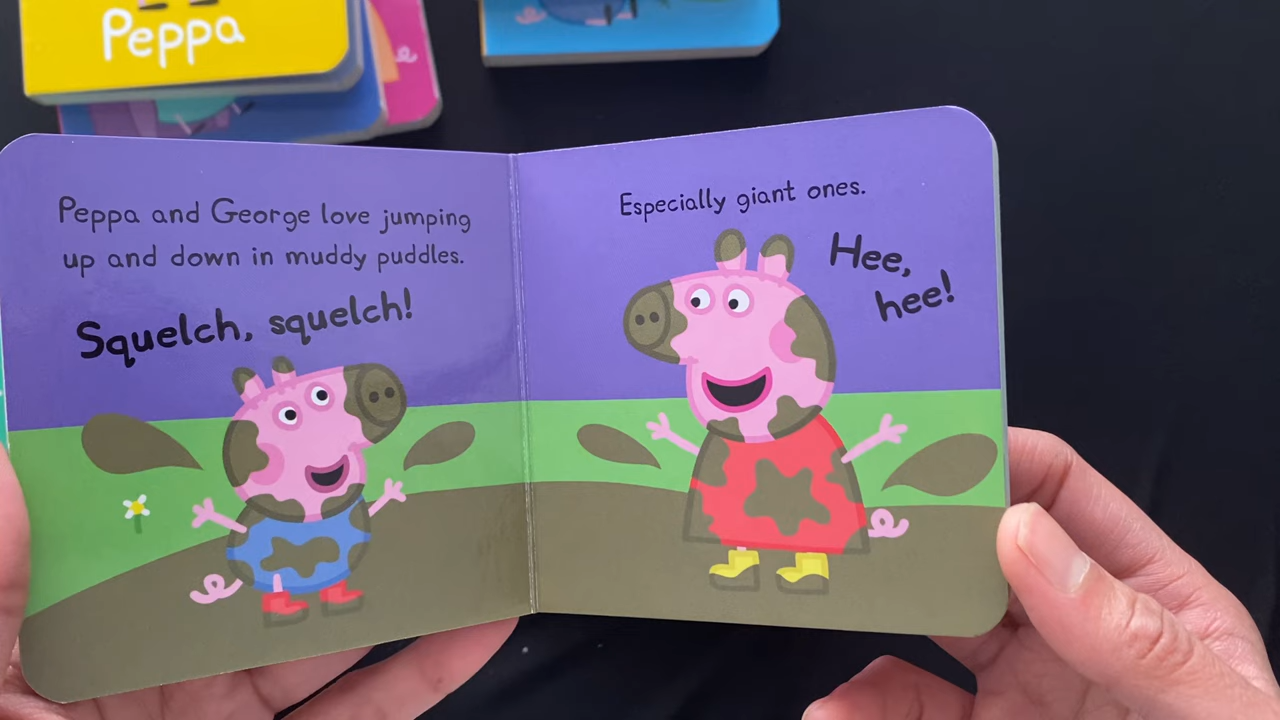 Peppa
Peppa and George love jumping
up and down in muddy puddles.
Squelch, squelch!
Especially giant ones.
Hee,
hee!